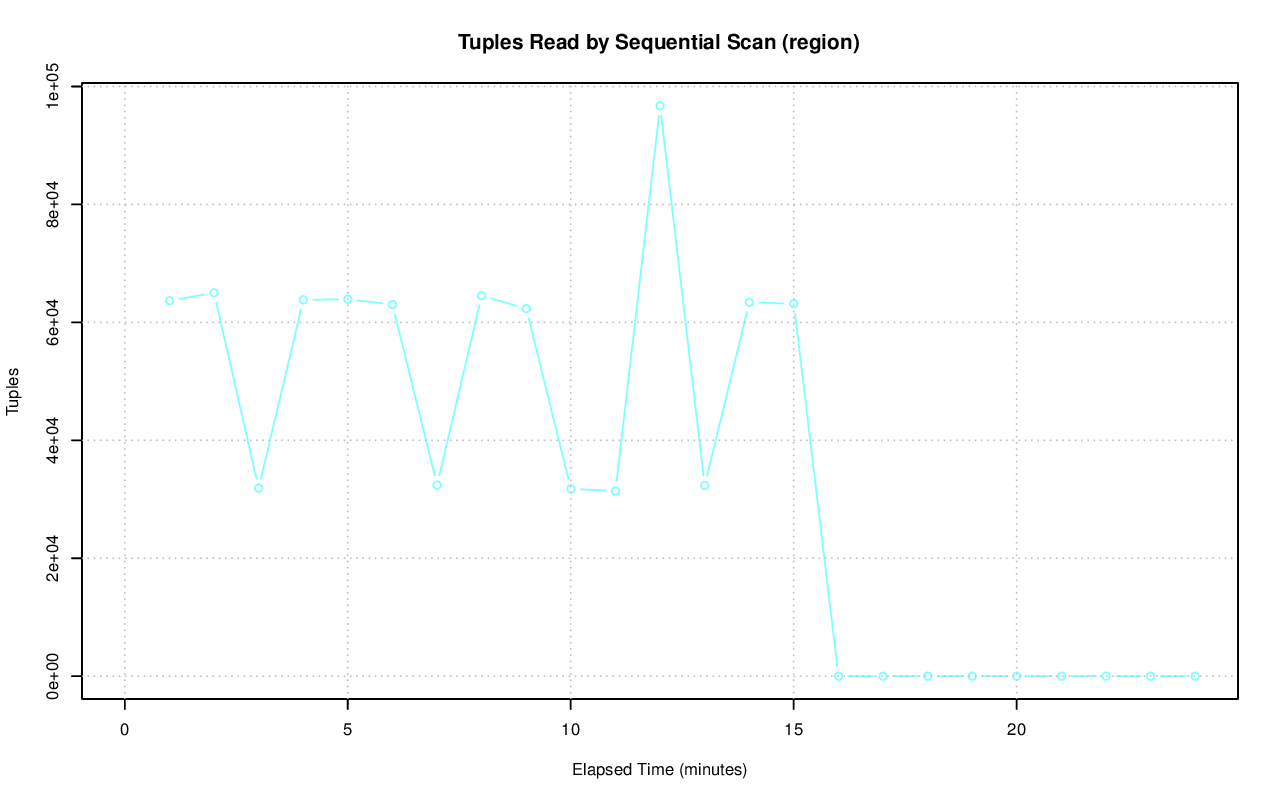 Tuples Read by Sequential Scan (region)
1e+05
8e+04
6e+04
4e+04
2e+04
0e+00
Tuples
0 5 10 15 20
Elapsed Time (minutes)